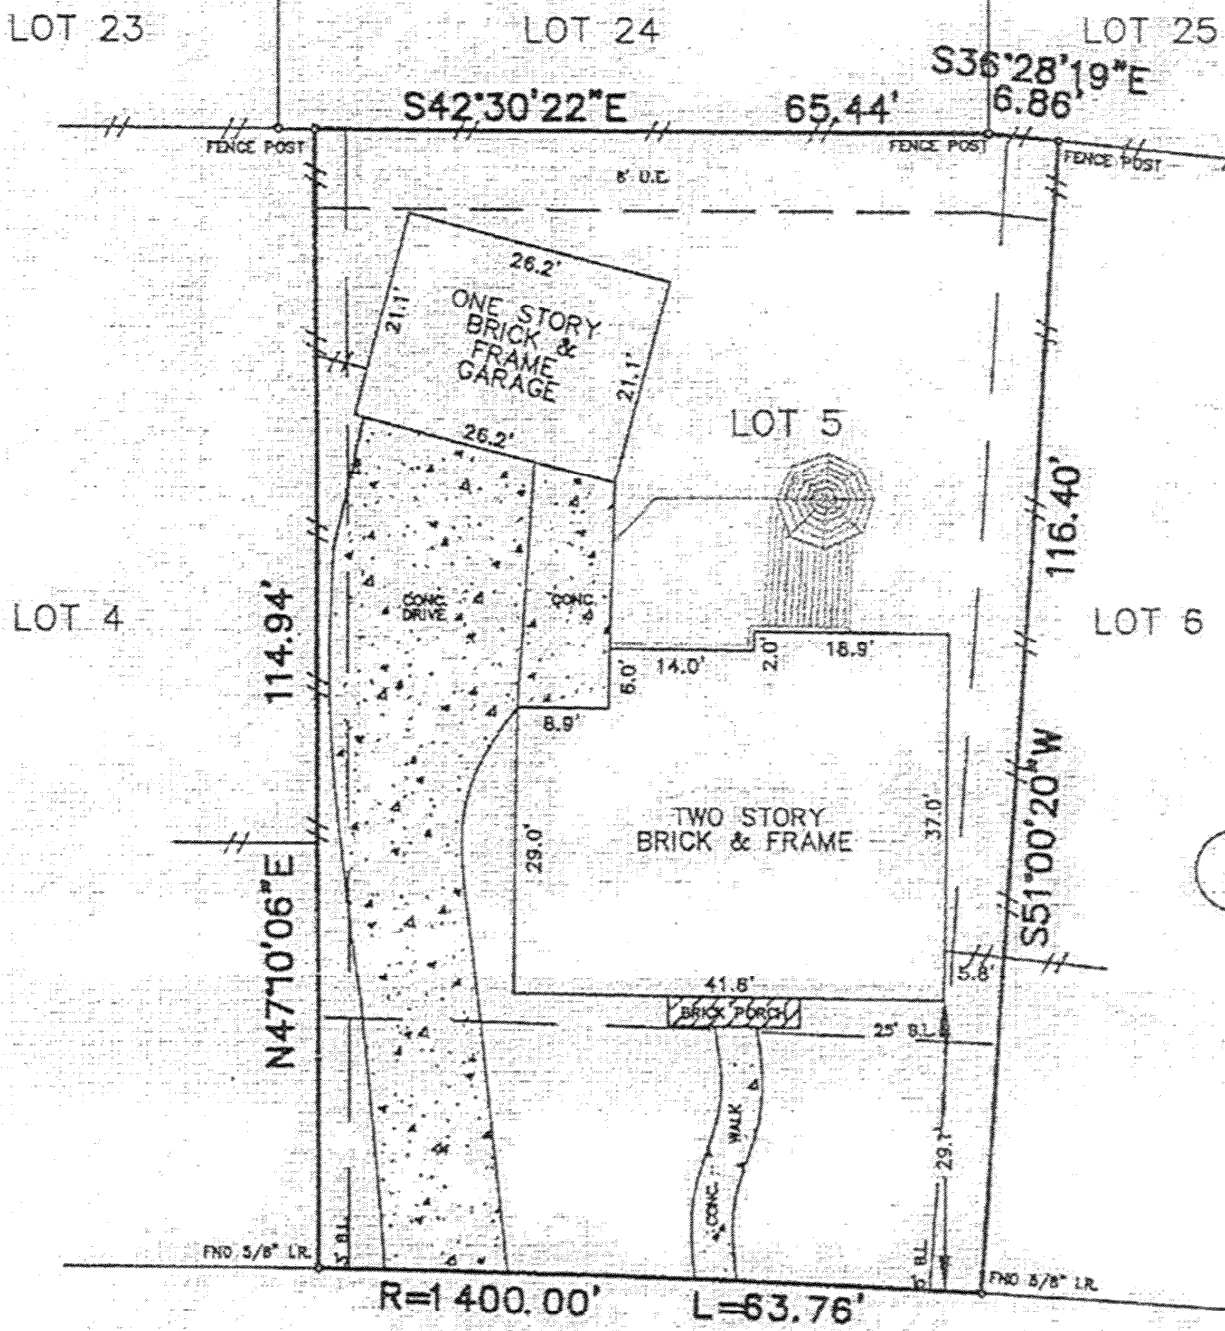 LOT 23
LOT 24
LOT 25
S36°28'19"E
6.86'
S42°30'22"E
65.44'
FENCE POST
FENCE POST
FENCE POST
8' U.E.
26.2'
21.1'
ONE STORY
BRICK &
FRAME
GARAGE
21.1'
26.2'
LOT 5
116.40'
LOT 4
114.94'
CONC.
DRIVE
CONC.
LOT 6
14.0'
2.0'
18.9'
6.0'
8.9'
TWO STORY
BRICK & FRAME
29.0'
37.0'
S51°00'20"W
N47°10'06"E
5.8'
41.8'
BRICK PORCH
25' B.L.
WALK
CONC.
29.1'
B.L.
B.L.
FND 5/8" I.R.
FND 5/8" I.R.
R=1400.00'
L=63.76'